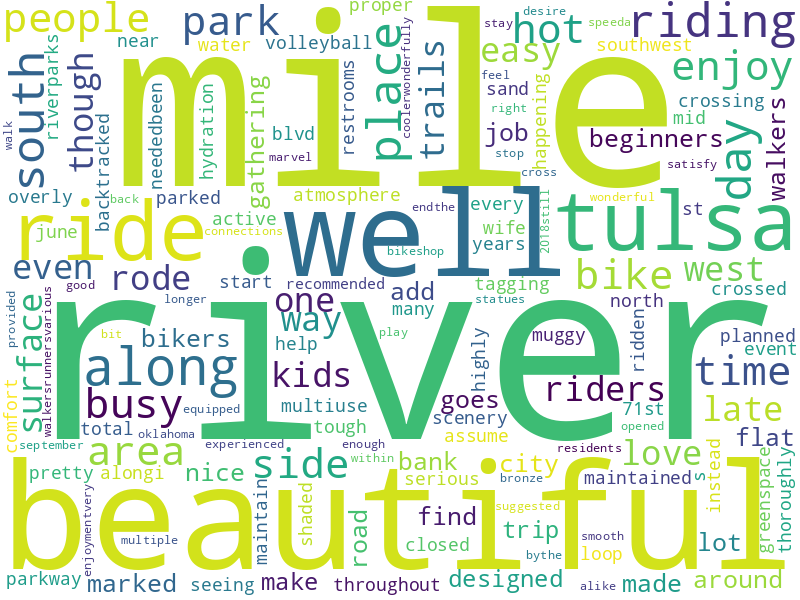 mile
river
beautiful
well
tulsa
ride
along
riding
people
park
hot
enjoy
south
though
place
trails
day
easy
bike
west
rode
even
one
way
kids
busy
riders
time
late
surface
area
side
love
near
water
volleyball
proper
stay
desire
speeda
southwest
riverparks
feel
sand
crossing
walk
neededbeen
hydration
gathering
blvd
restrooms
coolerwonderfully
right
happening
job
mid
beginners
walkers
stop
marvel
satisfy
cross
overly
backtracked
parked
atmosphere
back
active
endthe
every
st
wonderful
june
connections
wife
years
bikeshop
2018still
good
longer
start
recommended
add
many
tagging
statues
north
crossed
provided
bit
bikers
help
play
highly
muggy
ridden
planned
event
walkersrunnersvarious
equipped
multiuse
goes
scenery
71st
total
tough
assume
opened
comfort
september
oklahoma
experienced
enough
residents
flat
pretty
alongi
nice
within
bank
city
maintained
s
instead
greenspace
thoroughly
serious
bronze
maintain
shaded
road
find
suggested
trip
lot
enjoymentvery
multiple
closed
bythe
smooth
loop
parkway
marked
seeing
make
throughout
designed
alike
made
around